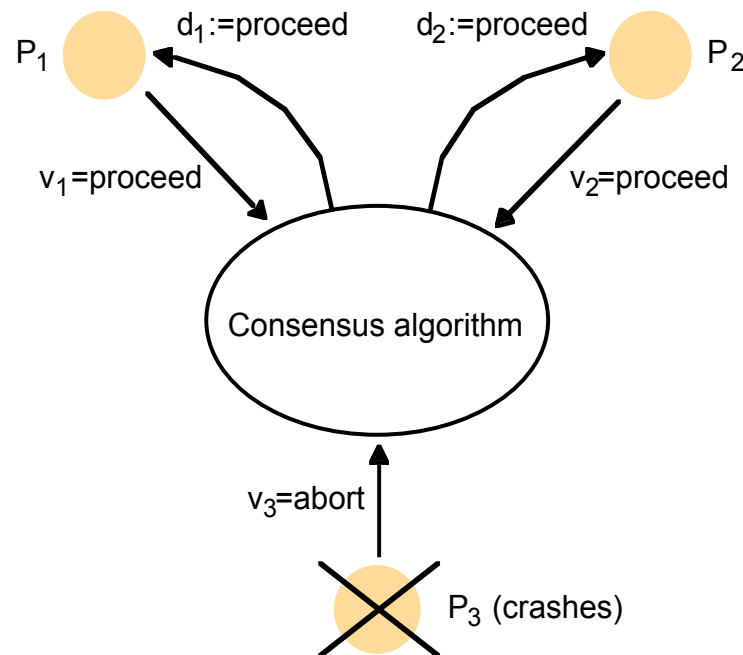 d₁:=proceed
d₂:=proceed
P₁
P₂
v₁=proceed
v₂=proceed
Consensus algorithm
v₃=abort
P₃ (crashes)